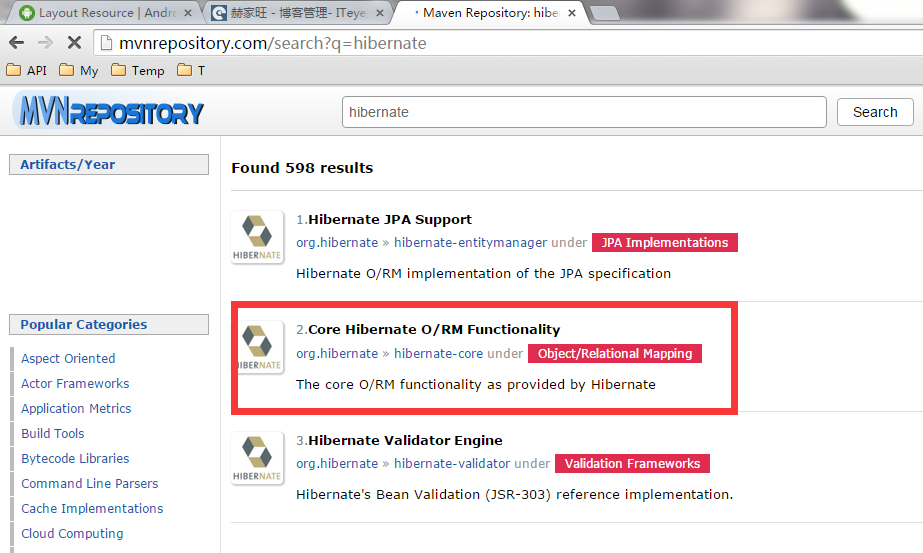 Layout Resource | Andro
赫家旺 - 博客管理- ITeye
Maven Repository: hibe
mvnrepository.com/search?q=hibernate
API
My
Temp
T
MVNREPOSITORY
hibernate
Search
Artifacts/Year
Found 598 results
HIBERNATE
1.Hibernate JPA Support
org.hibernate » hibernate-entitymanager under JPA Implementations
Hibernate O/RM implementation of the JPA specification
HIBERNATE
2.Core Hibernate O/RM Functionality
org.hibernate » hibernate-core under Object/Relational Mapping
The core O/RM functionality as provided by Hibernate
HIBERNATE
3.Hibernate Validator Engine
org.hibernate » hibernate-validator under Validation Frameworks
Hibernate's Bean Validation (JSR-303) reference implementation.
Popular Categories
Aspect Oriented
Actor Frameworks
Application Metrics
Build Tools
Bytecode Libraries
Command Line Parsers
Cache Implementations
Cloud Computing